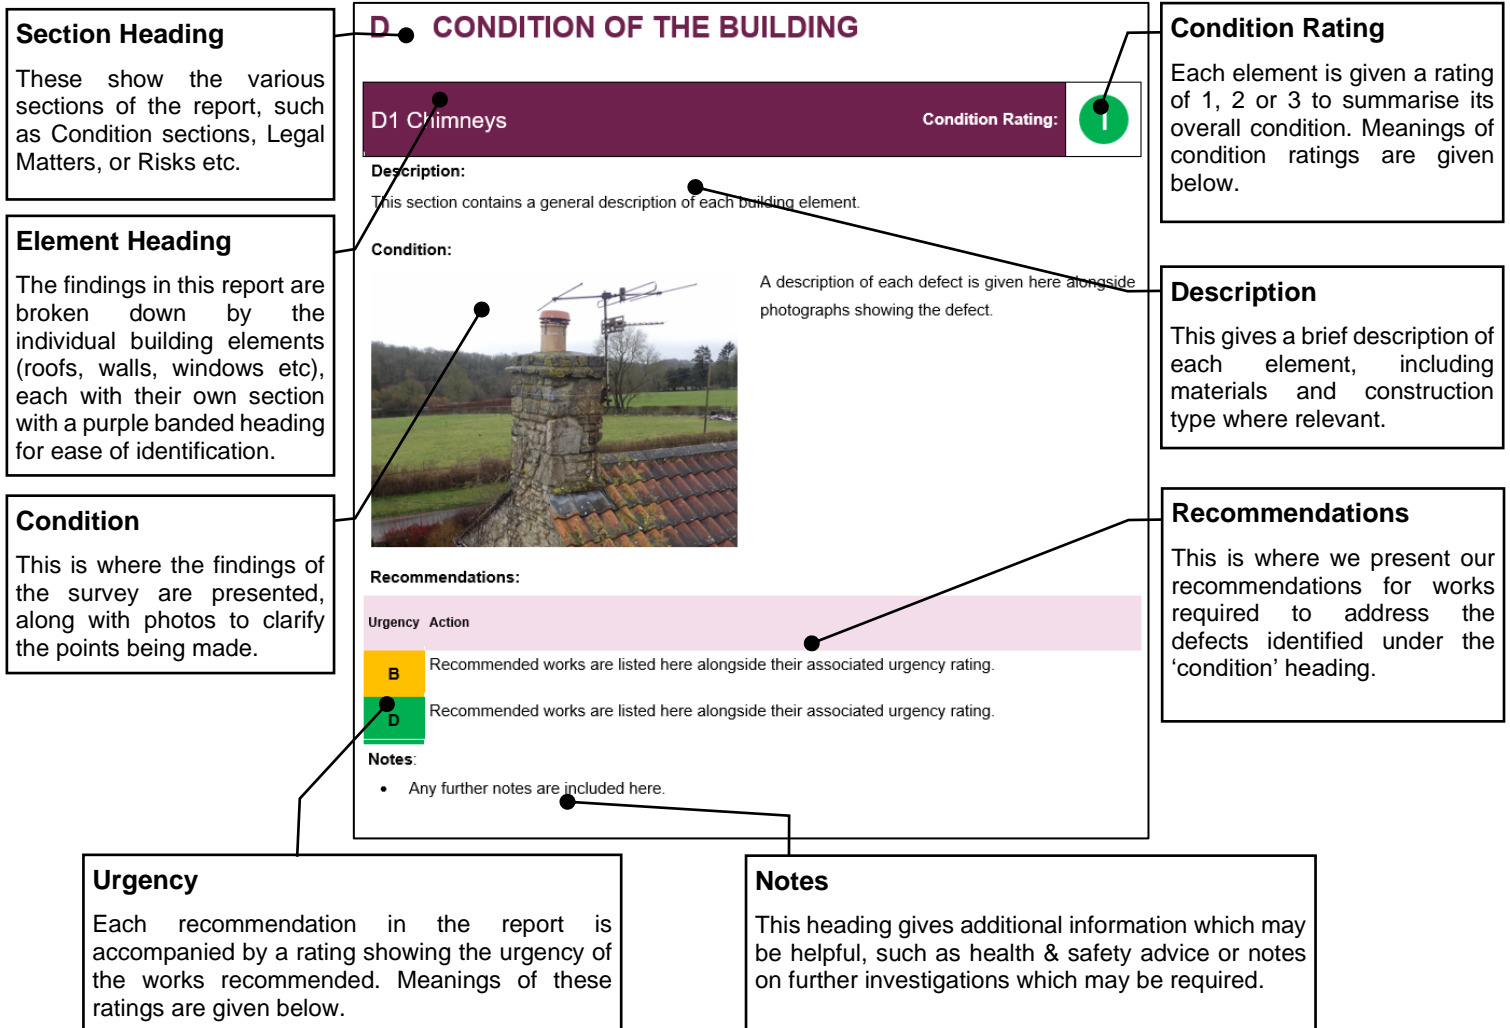 Section Heading
These show the various
sections of the report, such
as Condition sections, Legal
Matters, or Risks etc.
Element Heading
The findings in this report are
broken down by the
individual building elements
(roofs, walls, windows etc),
each with their own section
with a purple banded heading
for ease of identification.
Condition
This is where the findings of
the survey are presented,
along with photos to clarify
the points being made.
D CONDITION OF THE BUILDING
D1 Chimneys Condition Rating: 1
Description:
This section contains a general description of each building element.
Condition:
A description of each defect is given here alongside
photographs showing the defect.
Recommendations:
Urgency Action
B Recommended works are listed here alongside their associated urgency rating.
D Recommended works are listed here alongside their associated urgency rating.
Notes:
• Any further notes are included here.
Condition Rating
Each element is given a rating
of 1, 2 or 3 to summarise its
overall condition. Meanings of
condition ratings are given
below.
Description
This gives a brief description of
each element, including
materials and construction
type where relevant.
Recommendations
This is where we present our
recommendations for works
required to address the
defects identified under the
‘condition’ heading.
Urgency
Each recommendation in the report is
accompanied by a rating showing the urgency of
the works recommended. Meanings of these
ratings are given below.
Notes
This heading gives additional information which may
be helpful, such as health & safety advice or notes
on further investigations which may be required.